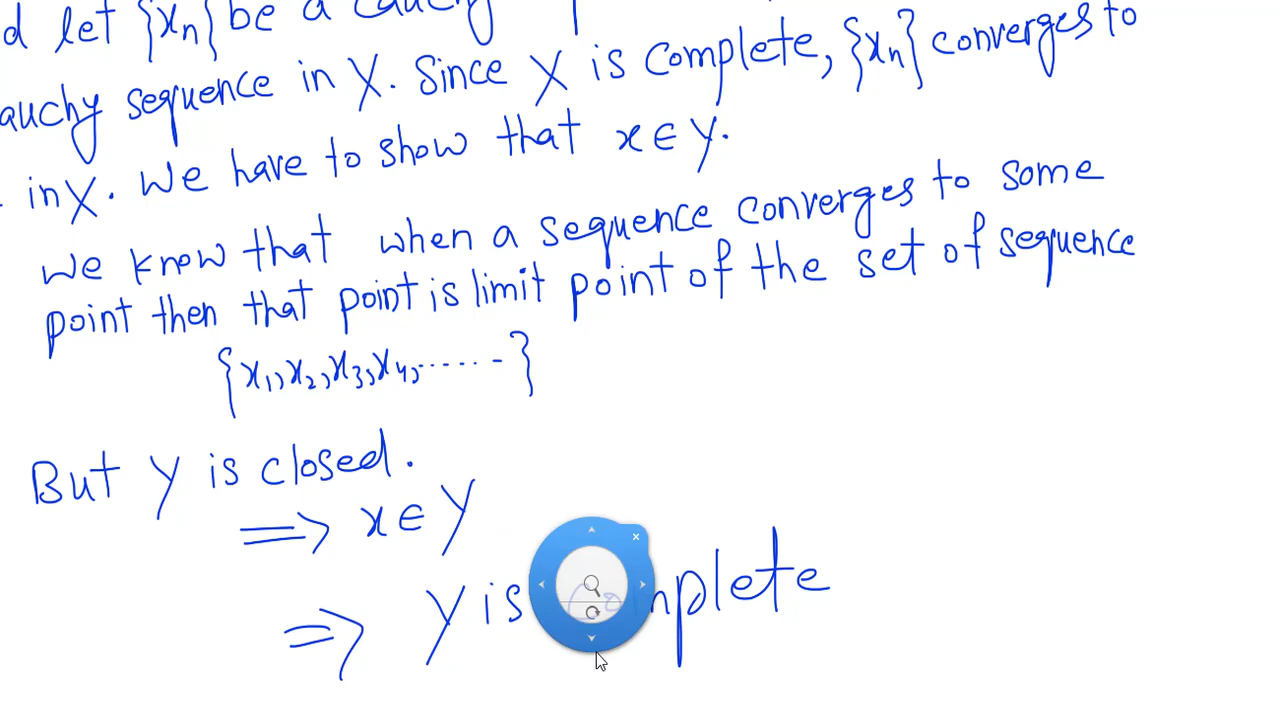 d let {xn} be a Cauchy
auchy sequence in X. Since X is complete, {xn} converges to
in X. We have to show that x ∈ Y.
We know that when a sequence converges to some
point then that point is limit point of the set of sequence
{x1, x2, x3, x4, ......}
But Y is closed.
⟹ x ∈ Y
⟹ Y is complete